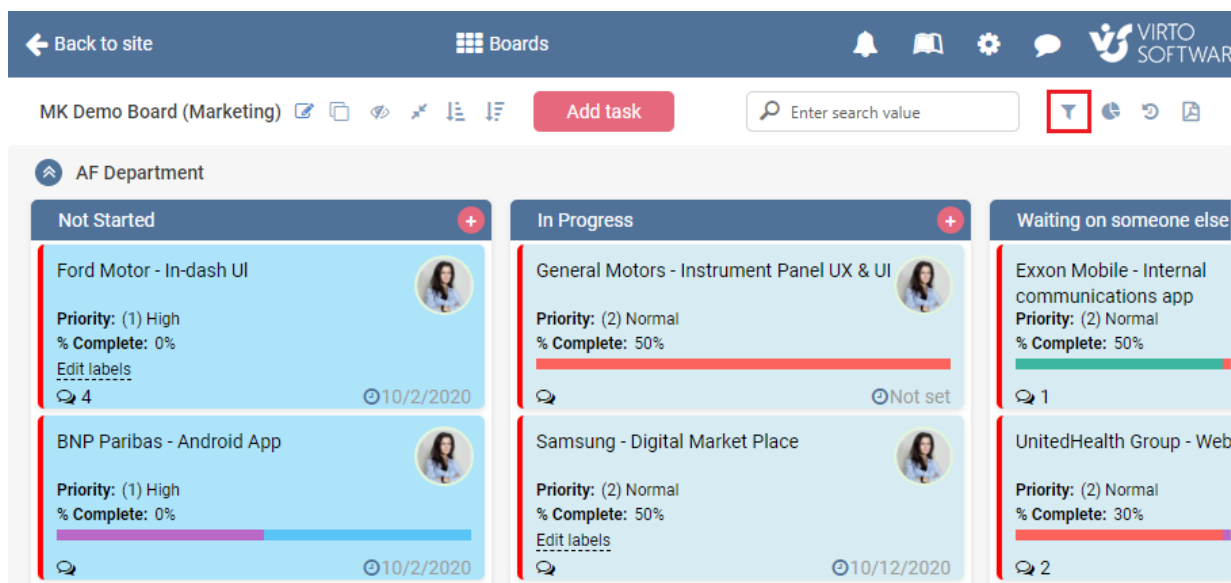 Back to site
Boards
VIRTO
SOFTWAR
MK Demo Board (Marketing)
Add task
Enter search value
AF Department
Not Started
In Progress
Waiting on someone else
Ford Motor - In-dash UI
Priority: (1) High
% Complete: 0%
Edit labels
4
10/2/2020
General Motors - Instrument Panel UX & UI
Priority: (2) Normal
% Complete: 50%
Not set
Exxon Mobile - Internal
communications app
Priority: (2) Normal
% Complete: 50%
1
BNP Paribas - Android App
Priority: (1) High
% Complete: 0%
10/2/2020
Samsung - Digital Market Place
Priority: (2) Normal
% Complete: 50%
Edit labels
10/12/2020
UnitedHealth Group - Web
Priority: (2) Normal
% Complete: 30%
2